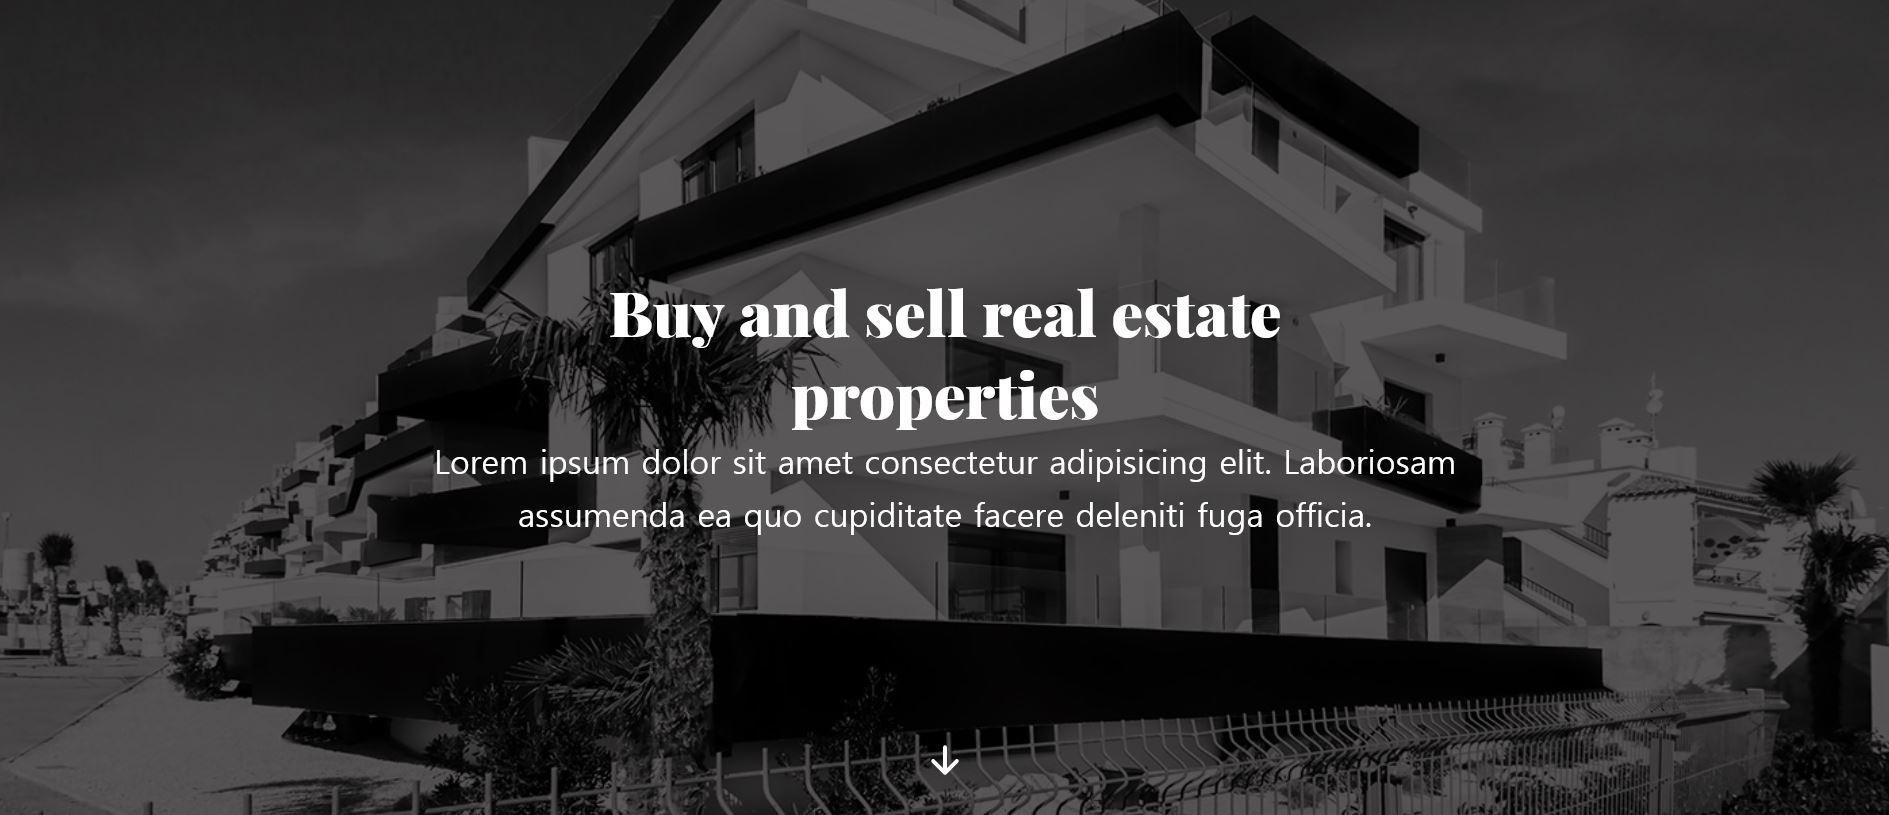 Buy and sell real estate
properties
Lorem ipsum dolor sit amet consectetur adipisicing elit. Laboriosam
assumenda ea quo cupiditate facere deleniti fuga officia.